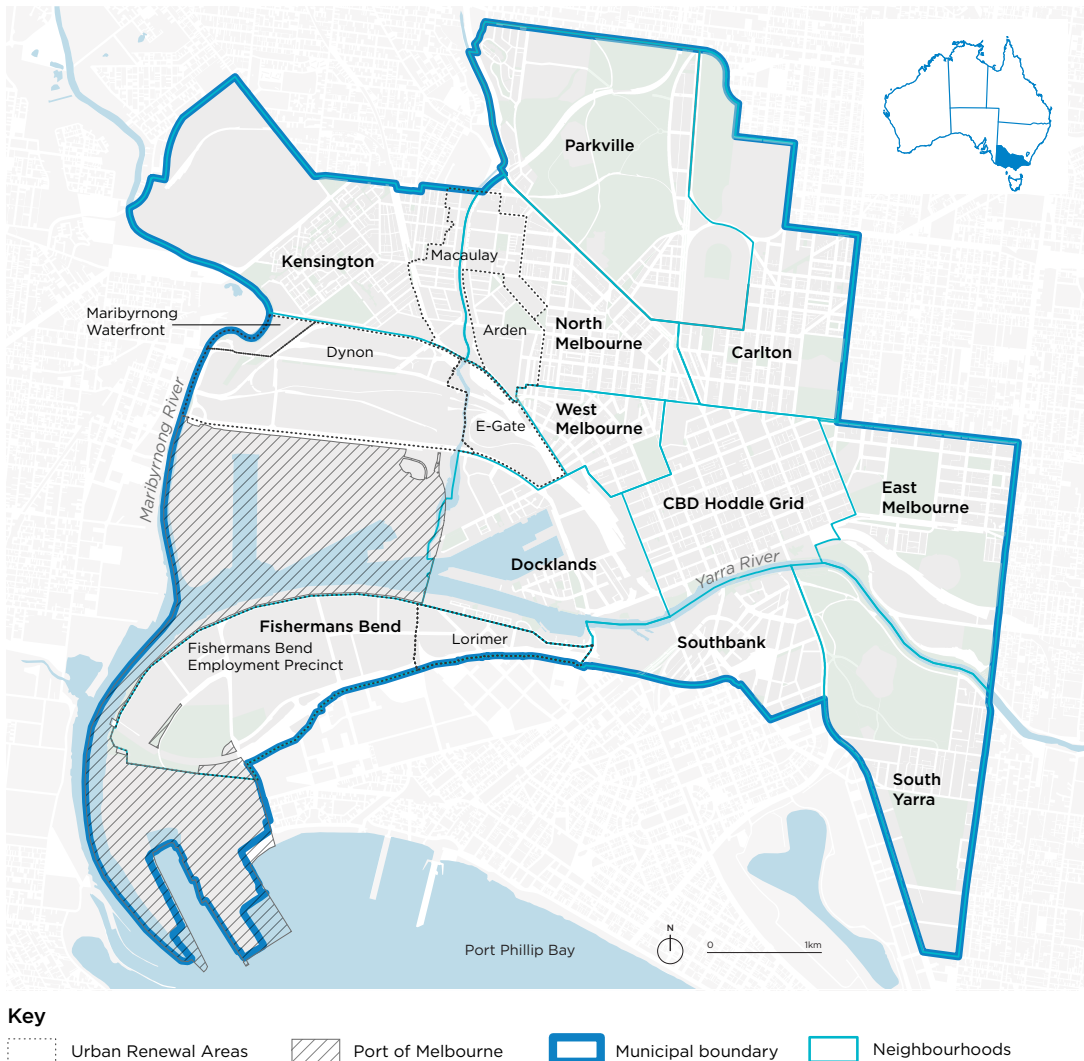 Parkville
Kensington
Macaulay
Maribyrnong
Waterfront
Arden
North
Melbourne
Dynon
Carlton
Maribyrnong River
West
Melbourne
E-Gate
East
Melbourne
CBD Hoddle Grid
Docklands
Yarra River
Fishermans Bend
Lorimer
Southbank
Fishermans Bend
Employment Precinct
South
Yarra
N
0 1km
Port Phillip Bay
Key
Urban Renewal Areas
Port of Melbourne
Municipal boundary
Neighbourhoods